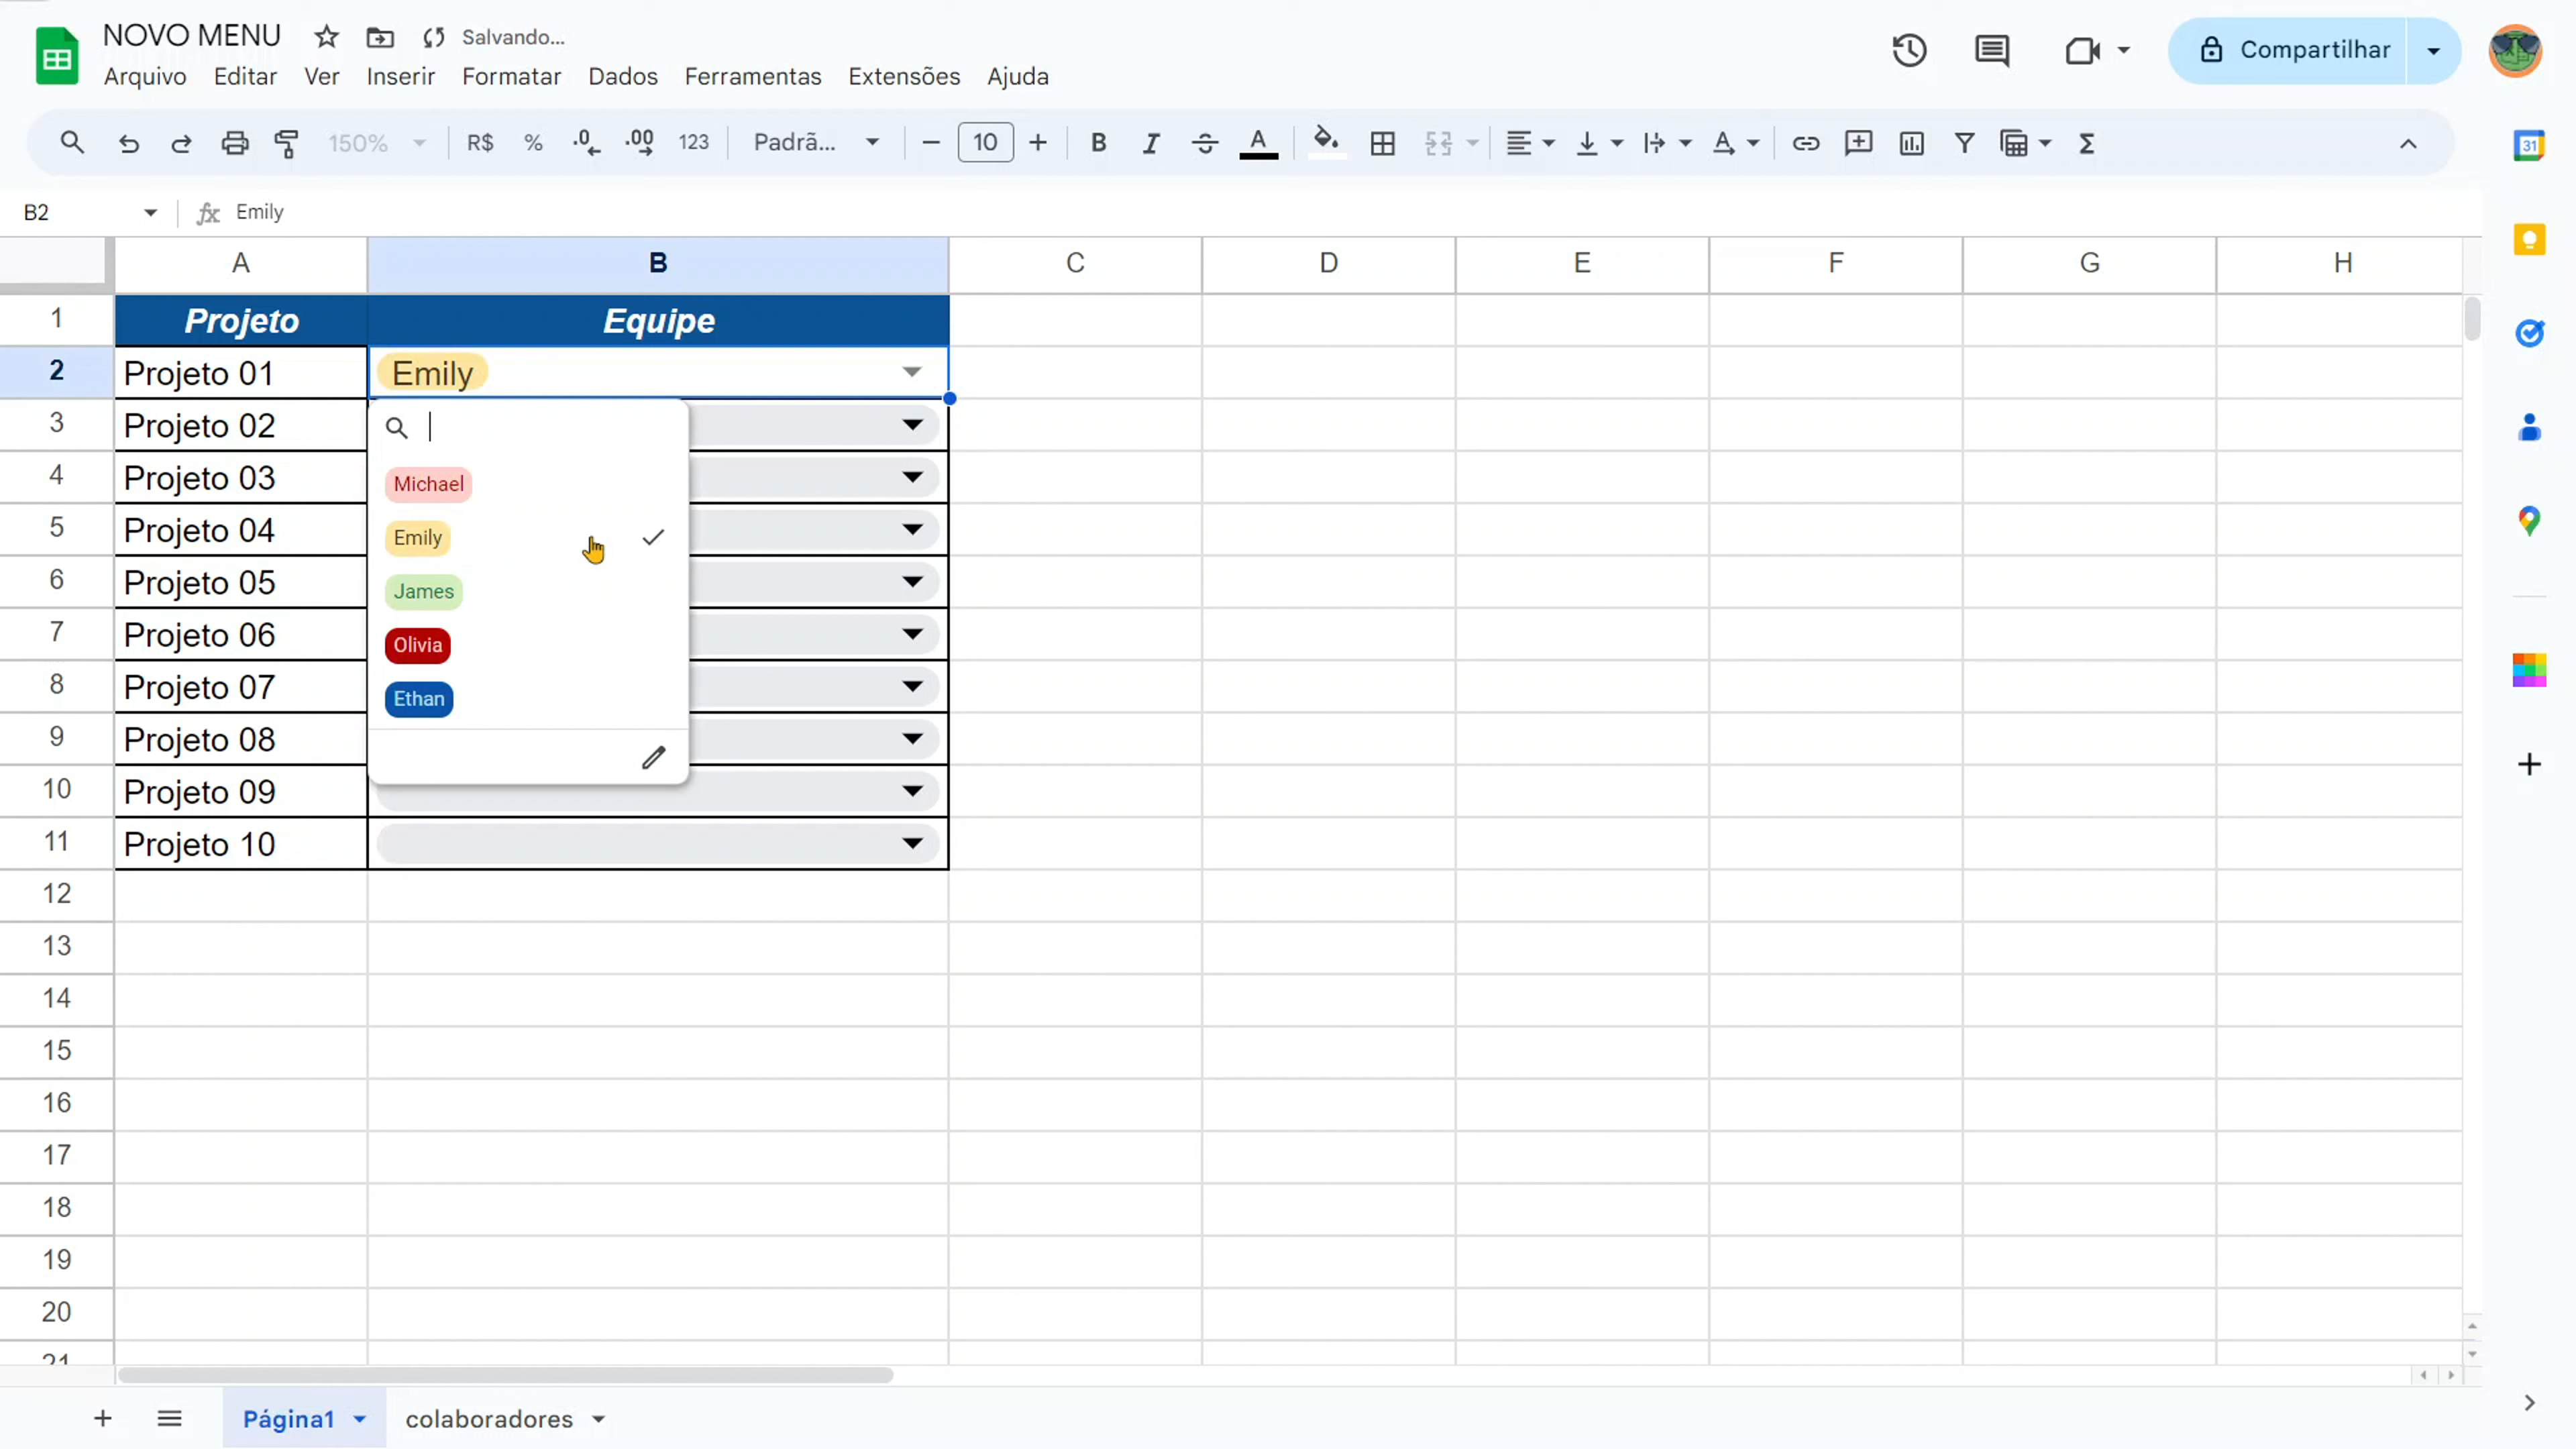 NOVO MENU Salvando...
Arquivo Editar Ver Inserir Formatar Dados Ferramentas Extensões Ajuda
Compartilhar
150% R$ % .0 .00 123 Padrã... 10 B I S A A Σ
31
B2 fx Emily
A B C D E F G H
1 Projeto Equipe
2 Projeto 01 Emily
3 Projeto 02
4 Projeto 03
Michael
5 Projeto 04
Emily
6 Projeto 05
James
7 Projeto 06
Olivia
8 Projeto 07
Ethan
9 Projeto 08
10 Projeto 09
11 Projeto 10
12
13
14
15
16
17
18
19
20
21
Página1 colaboradores